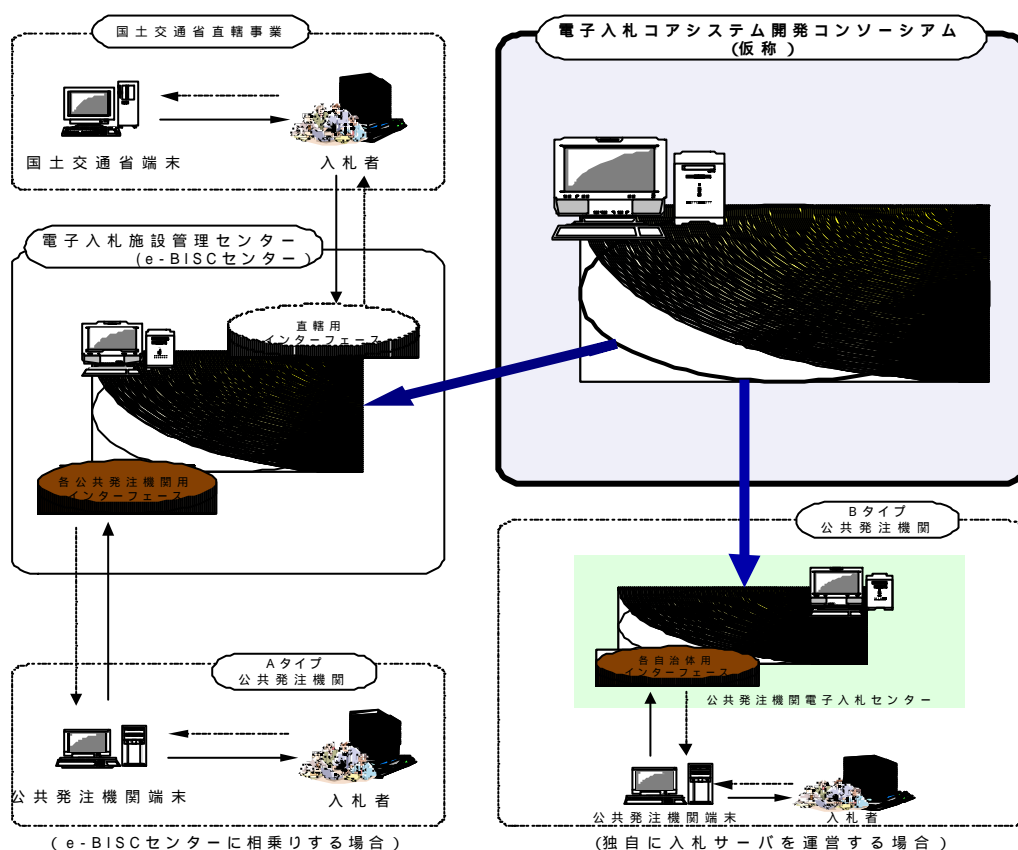 国土交通省直轄事業
国土交通省端末
入札者
電子入札コアシステム開発コンソーシアム
(仮称)
電子入札施設管理センター
(e-BISCセンター)
直轄用
インターフェース
各公共発注機関用
インターフェース
Aタイプ
公共発注機関
公共発注機関端末
入札者
(e-BISCセンターに相乗りする場合)
Bタイプ
公共発注機関
各自治体用
インターフェース
公共発注機関電子入札センター
公共発注機関端末
入札者
(独自に入札サーバを運営する場合)